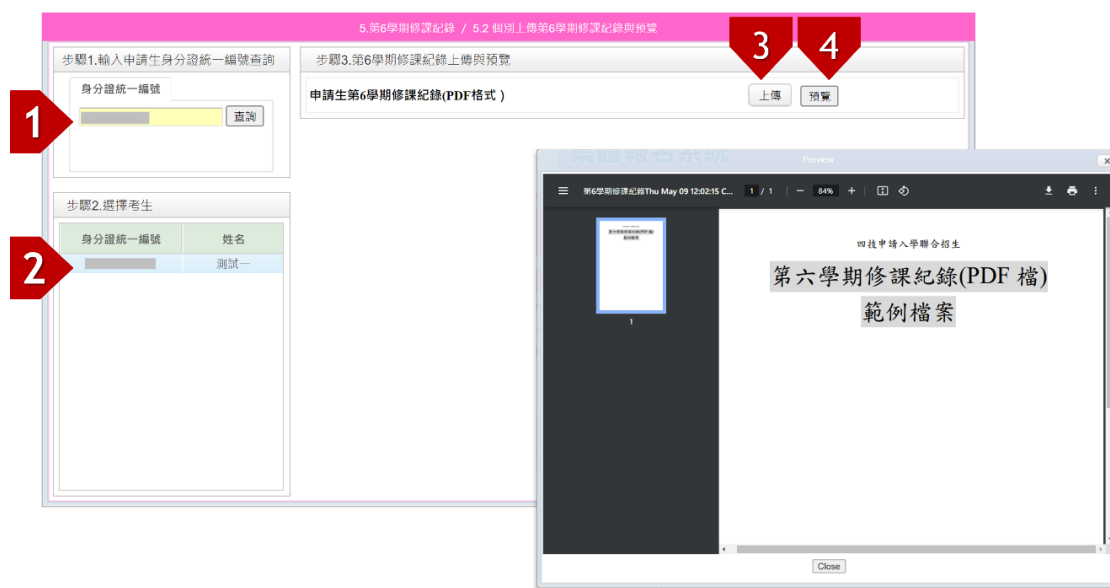 5.第6學期修課紀錄 / 5.2 個別上傳第6學期修課紀錄與預覽
步驟1.輸入申請生身分證統一編號查詢
身分證統一編號
1
查詢
步驟2.選擇考生
身分證統一編號 姓名
2
測試一
步驟3.第6學期修課紀錄上傳與預覽
3
4
申請生第6學期修課紀錄(PDF格式 )
上傳
預覽
集體報名系統
Preview
x
第6學期修課紀錄Thu May 09 12:02:15 C... 1 / 1 − 84% +
1
四技申請入學聯合招生
第六學期修課紀錄(PDF 檔)
範例檔案
Close